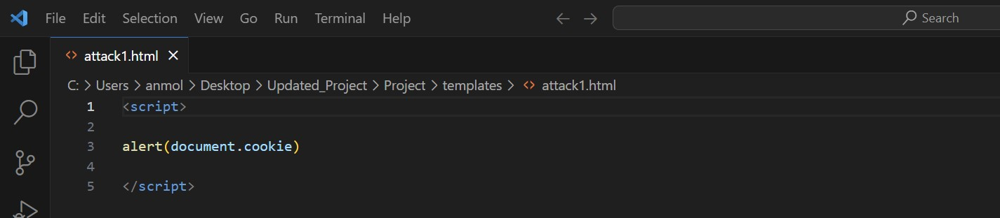 File Edit Selection View Go Run Terminal Help Search
attack1.html
C: > Users > anmol > Desktop > Updated_Project > Project > templates > <> attack1.html
1 <script>
2
3 alert(document.cookie)
4
5 </script>